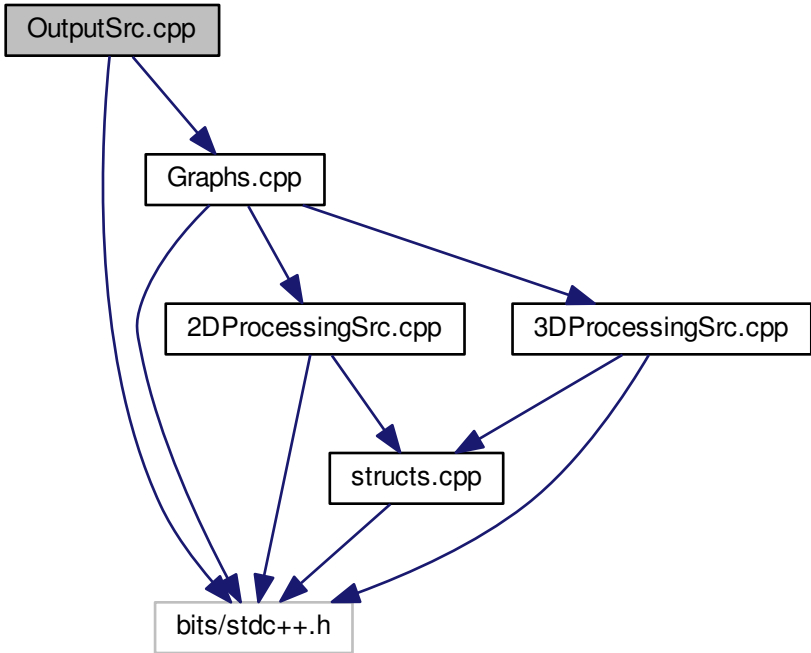 OutputSrc.cpp
Graphs.cpp
2DProcessingSrc.cpp
3DProcessingSrc.cpp
structs.cpp
bits/stdc++.h